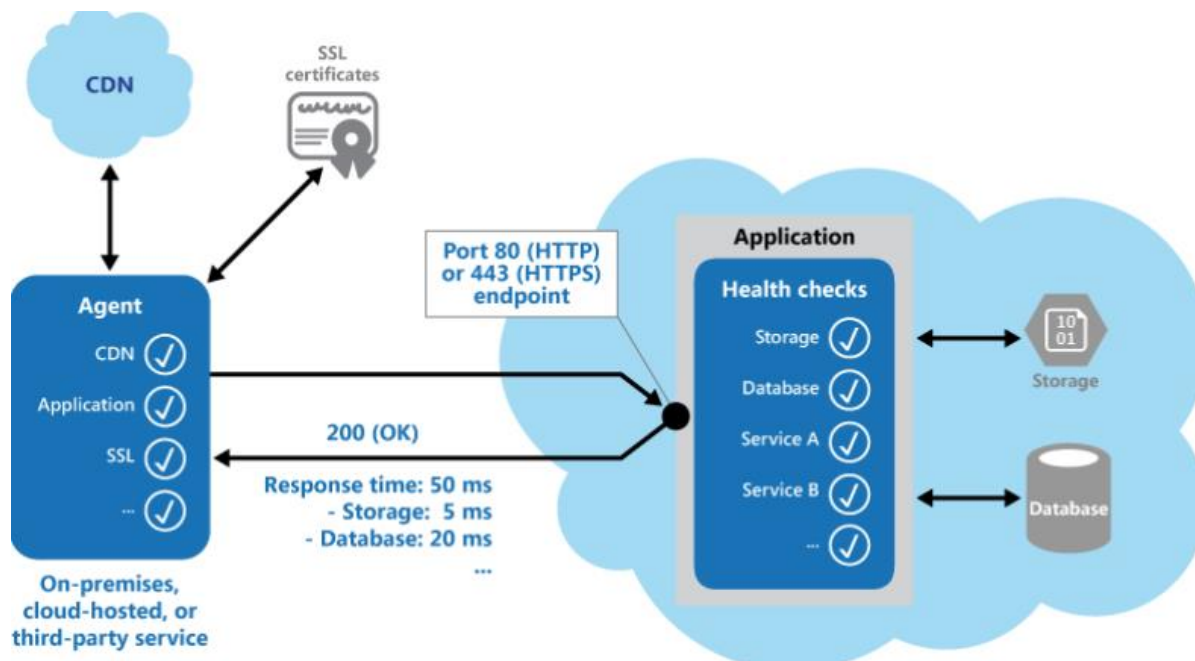 CDN
SSL
certificates
Agent
CDN
Application
SSL
...
On-premises,
cloud-hosted, or
third-party service
Port 80 (HTTP)
or 443 (HTTPS)
endpoint
200 (OK)
Response time: 50 ms
- Storage: 5 ms
- Database: 20 ms
...
Application
Health checks
Storage
Database
Service A
Service B
...
10
01
Storage
Database